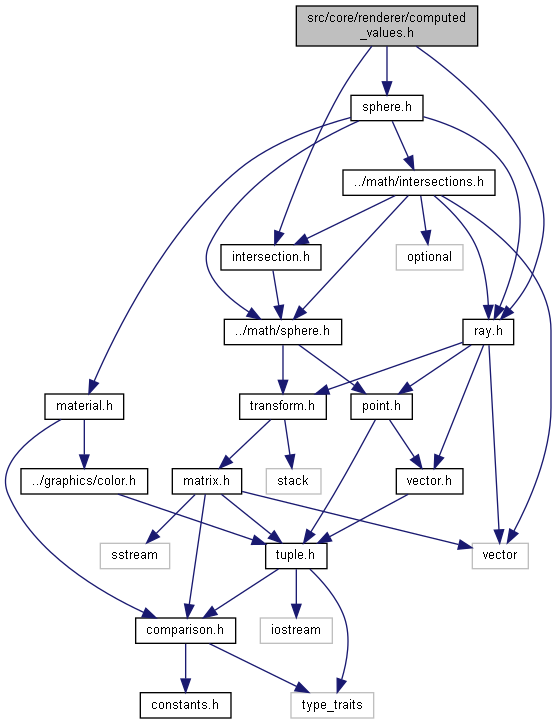 src/core/renderer/computed
_values.h
sphere.h
../math/intersections.h
intersection.h
optional
../math/sphere.h
ray.h
material.h
transform.h
point.h
../graphics/color.h
matrix.h
stack
vector.h
sstream
tuple.h
vector
comparison.h
iostream
constants.h
type_traits